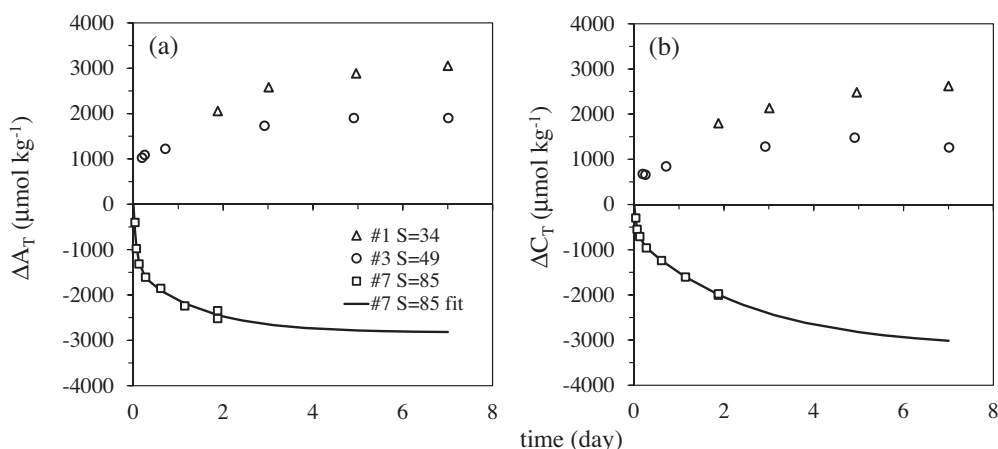 (a)
(b)
4000 3000 2000 1000 0 -1000 -2000 -3000 -4000
ΔA_T (μmol kg⁻¹)
#1 S=34
#3 S=49
#7 S=85
#7 S=85 fit
0 2 4 6 8
4000 3000 2000 1000 0 -1000 -2000 -3000 -4000
ΔC_T (μmol kg⁻¹)
0 2 4 6 8
time (day)